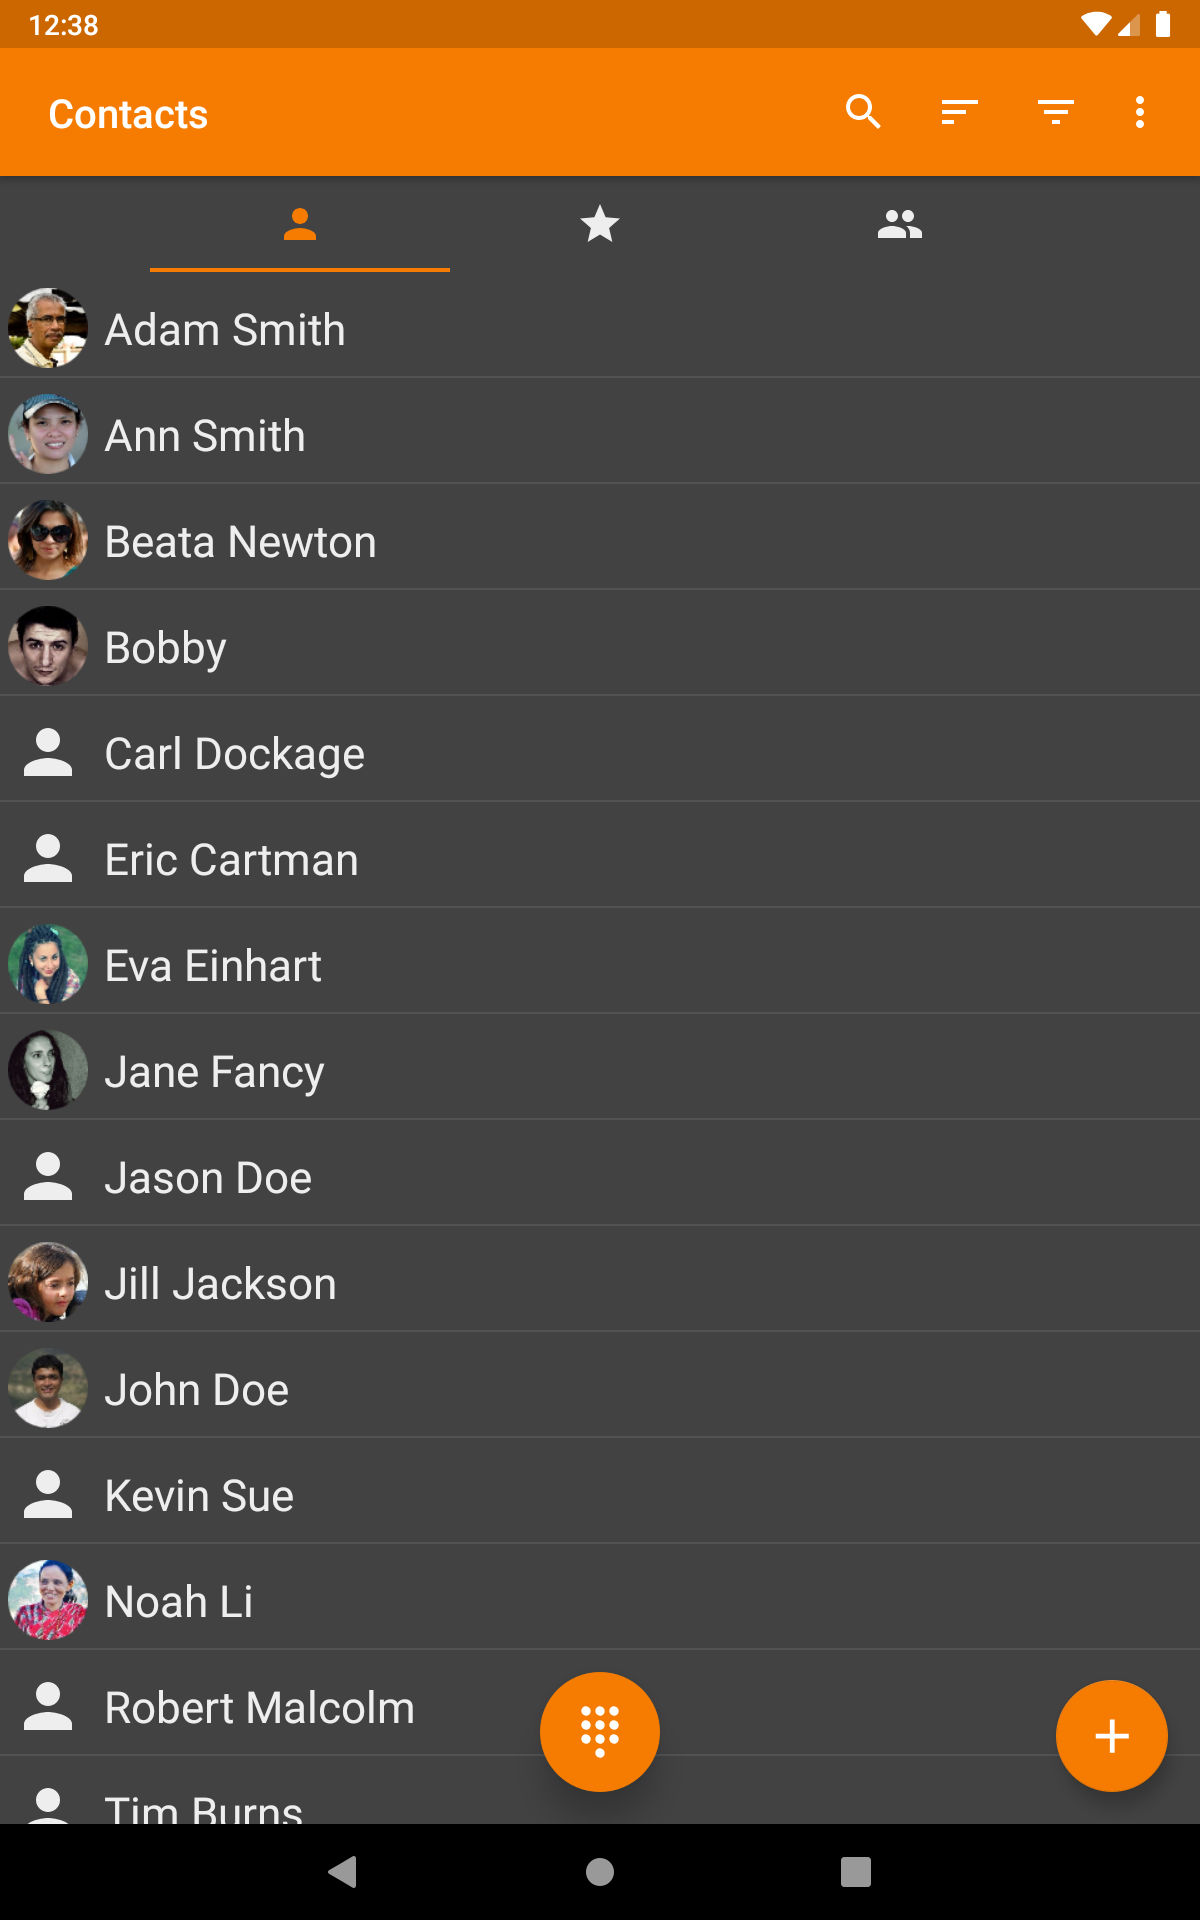 12:38
Contacts
Adam Smith
Ann Smith
Beata Newton
Bobby
Carl Dockage
Eric Cartman
Eva Einhart
Jane Fancy
Jason Doe
Jill Jackson
John Doe
Kevin Sue
Noah Li
Robert Malcolm
Tim Burns